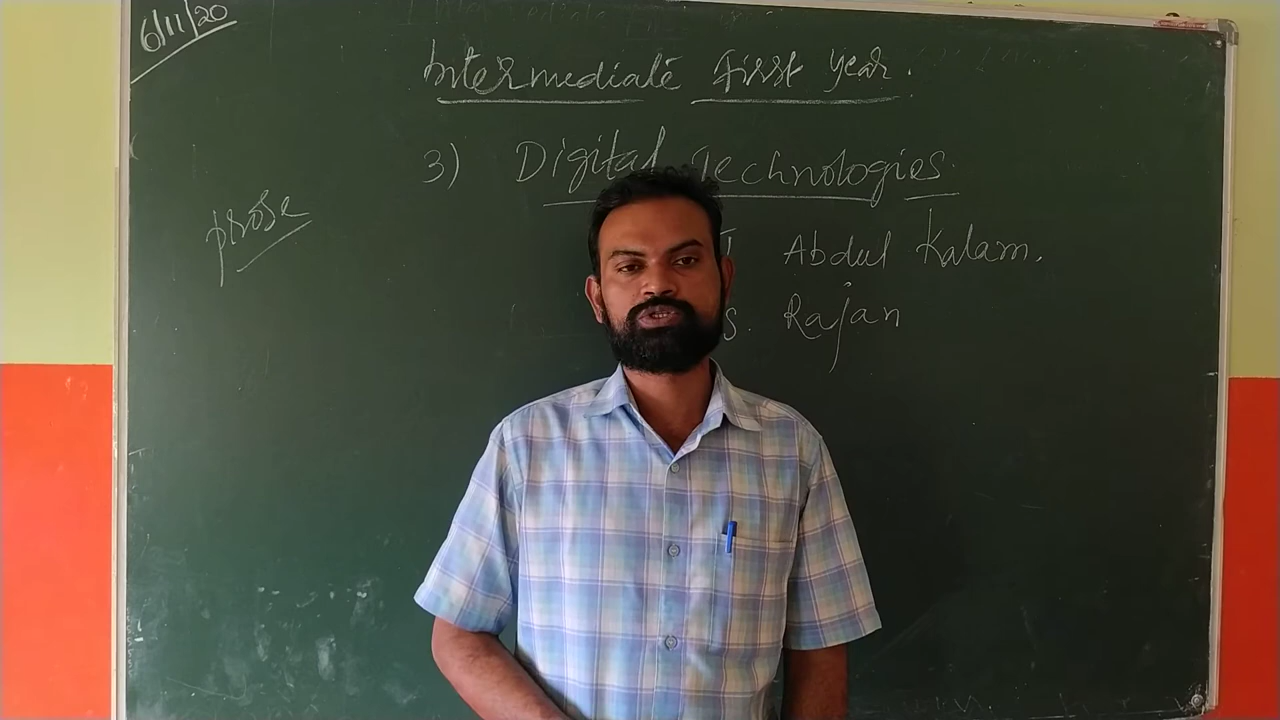 6/11/20
Intermediate first year.
3) Digital Technologies
prose
J Abdul Kalam.
s. Rajan